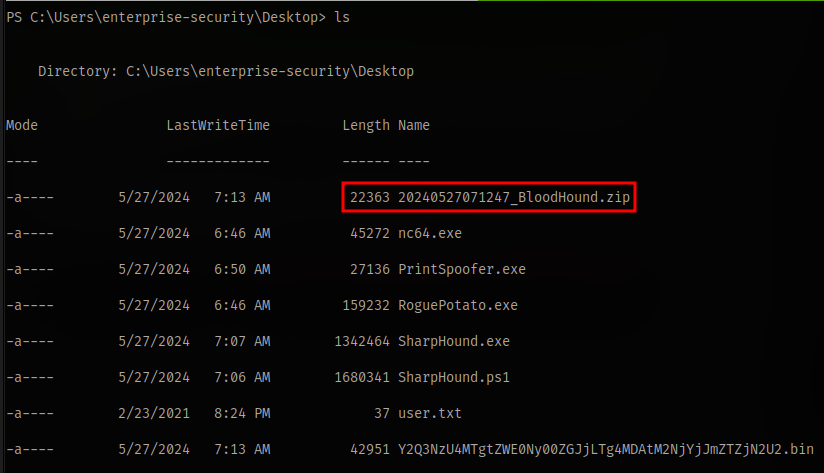 PS C:\Users\enterprise-security\Desktop> ls
Directory: C:\Users\enterprise-security\Desktop
Mode LastWriteTime Length Name
---- ------------- ------ ----
-a---- 5/27/2024 7:13 AM 22363 20240527071247_BloodHound.zip
-a---- 5/27/2024 6:46 AM 45272 nc64.exe
-a---- 5/27/2024 6:50 AM 27136 PrintSpoofer.exe
-a---- 5/27/2024 6:46 AM 159232 RoguePotato.exe
-a---- 5/27/2024 7:07 AM 1342464 SharpHound.exe
-a---- 5/27/2024 7:06 AM 1680341 SharpHound.ps1
-a---- 2/23/2021 8:24 PM 37 user.txt
-a---- 5/27/2024 7:13 AM 42951 Y2Q3NzU4MTgtZWE0Ny00ZGJjLTg4MDAtM2NjYjJmZTZjN2U2.bin